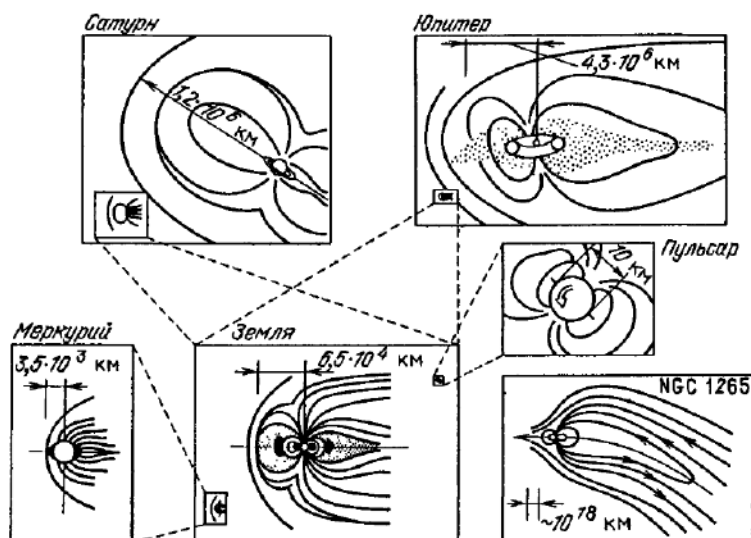 Сатурн
1,2·10⁶ км
Юпитер
4,3·10⁶ км
Пульсар
10 км
Меркурий
3,5·10³ км
Земля
6,5·10⁴ км
NGC 1265
~10¹⁸ км